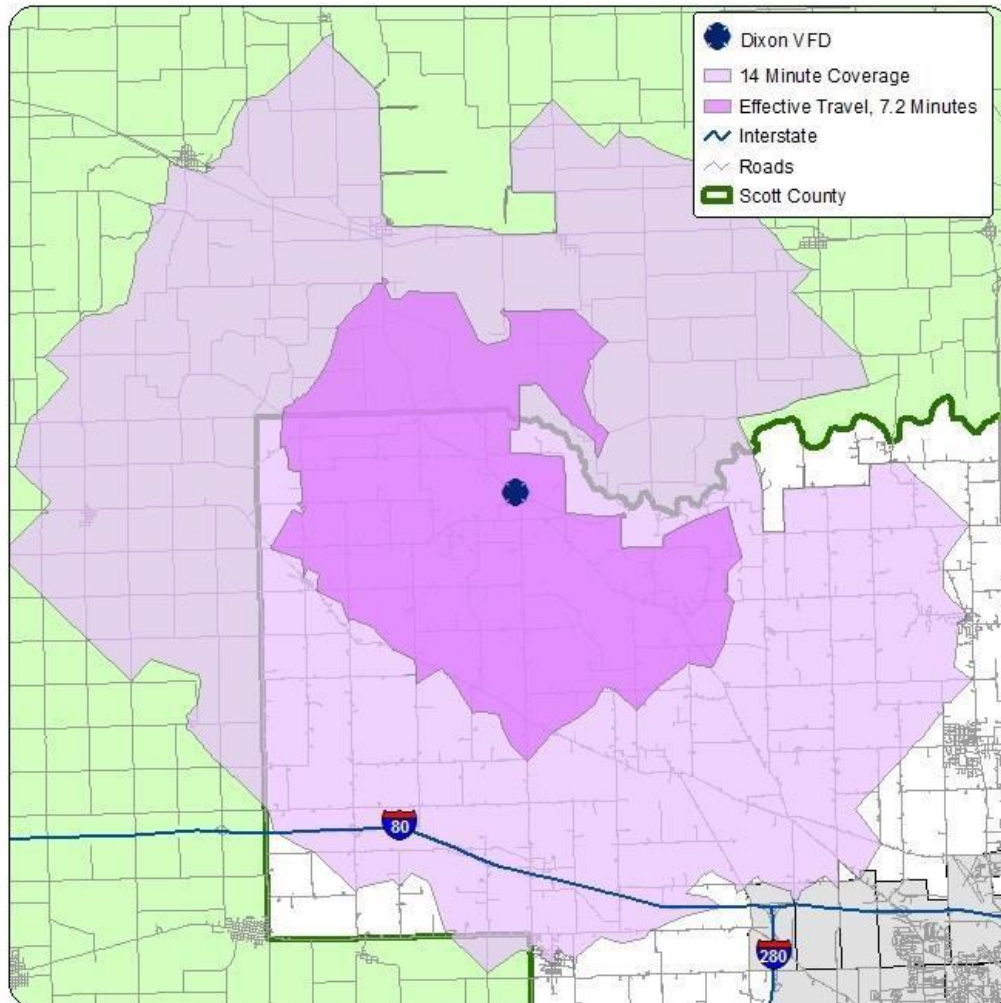 Dixon VFD
14 Minute Coverage
Effective Travel, 7.2 Minutes
Interstate
Roads
Scott County
80
280